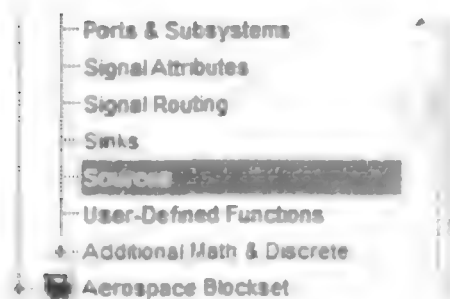 Ports & Subsystems
Signal Attributes
Signal Routing
Sinks
Sources
User-Defined Functions
Additional Math & Discrete
Aerospace Blockset